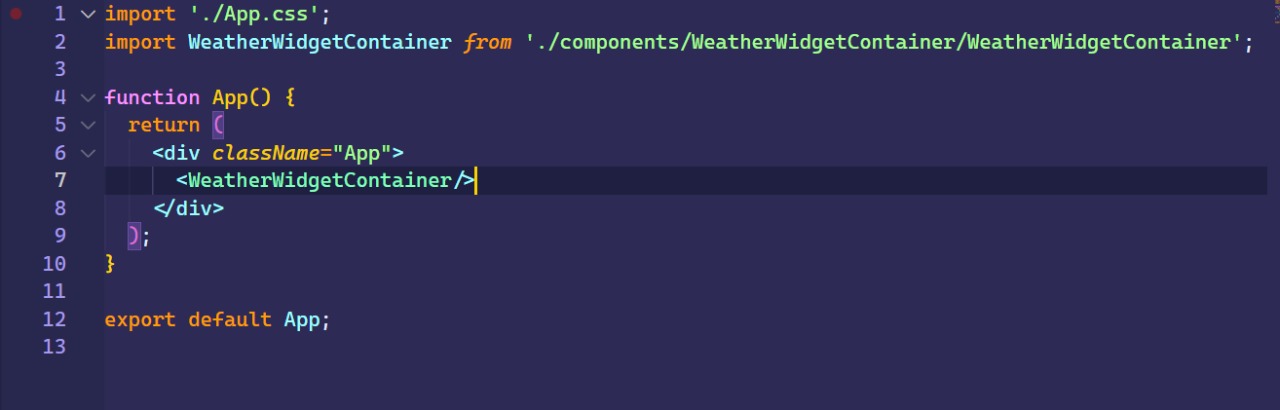 1 import './App.css';
2 import WeatherWidgetContainer from './components/WeatherWidgetContainer/WeatherWidgetContainer';
3
4 function App() {
5   return (
6     <div className="App">
7       <WeatherWidgetContainer/>
8     </div>
9   );
10 }
11
12 export default App;
13